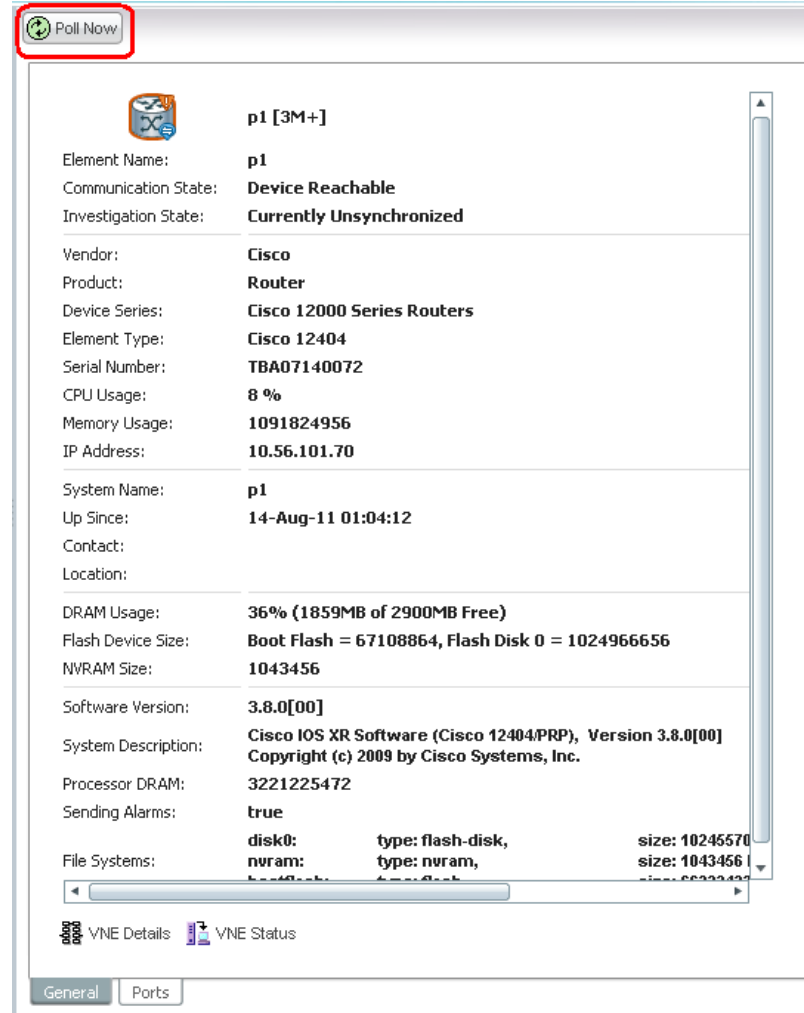 Poll Now
p1 [3M+]
Element Name: p1
Communication State: Device Reachable
Investigation State: Currently Unsynchronized
Vendor: Cisco
Product: Router
Device Series: Cisco 12000 Series Routers
Element Type: Cisco 12404
Serial Number: TBA07140072
CPU Usage: 8 %
Memory Usage: 1091824956
IP Address: 10.56.101.70
System Name: p1
Up Since: 14-Aug-11 01:04:12
Contact:
Location:
DRAM Usage: 36% (1859MB of 2900MB Free)
Flash Device Size: Boot Flash = 67108864, Flash Disk 0 = 1024966656
NVRAM Size: 1043456
Software Version: 3.8.0[00]
System Description: Cisco IOS XR Software (Cisco 12404/PRP), Version 3.8.0[00]
Copyright (c) 2009 by Cisco Systems, Inc.
Processor DRAM: 3221225472
Sending Alarms: true
disk0: type: flash-disk, size: 10245570
File Systems: nvram: type: nvram, size: 1043456
VNE Details VNE Status
General Ports